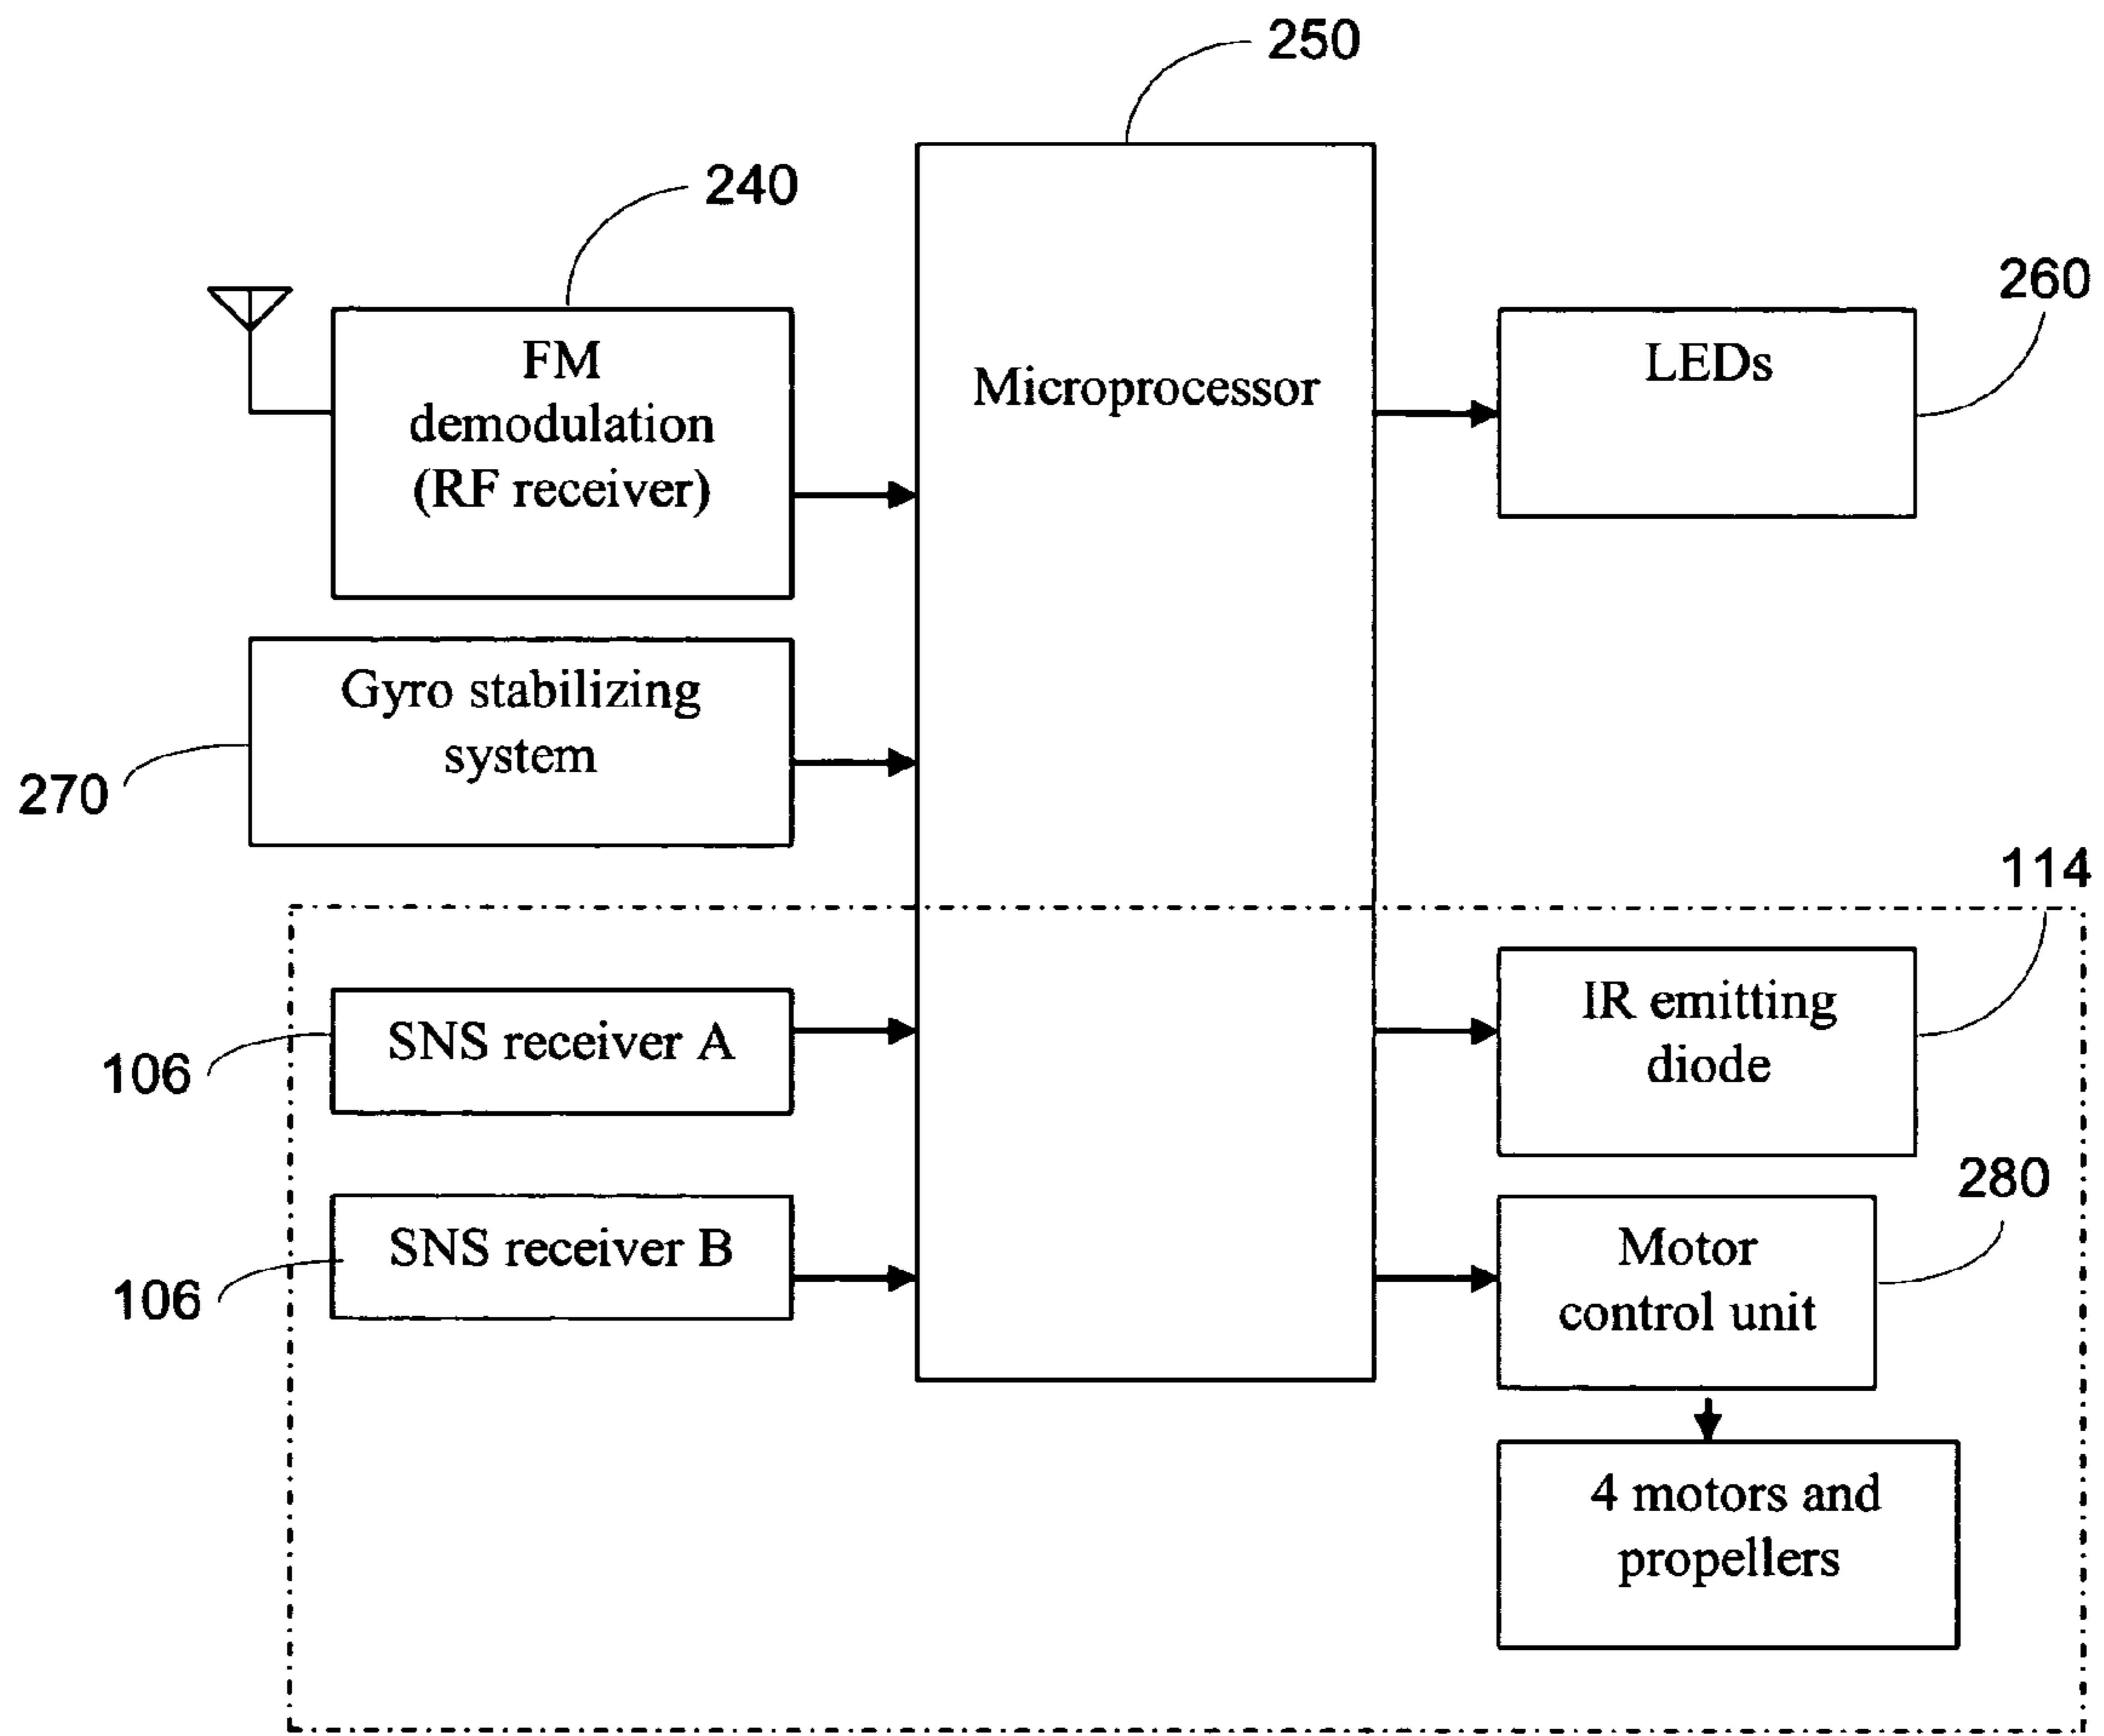 250
240
260
FM
demodulation
(RF receiver)
Microprocessor
LEDs
Gyro stabilizing
system
270
114
SNS receiver A
106
IR emitting
diode
280
SNS receiver B
106
Motor
control unit
4 motors and
propellers